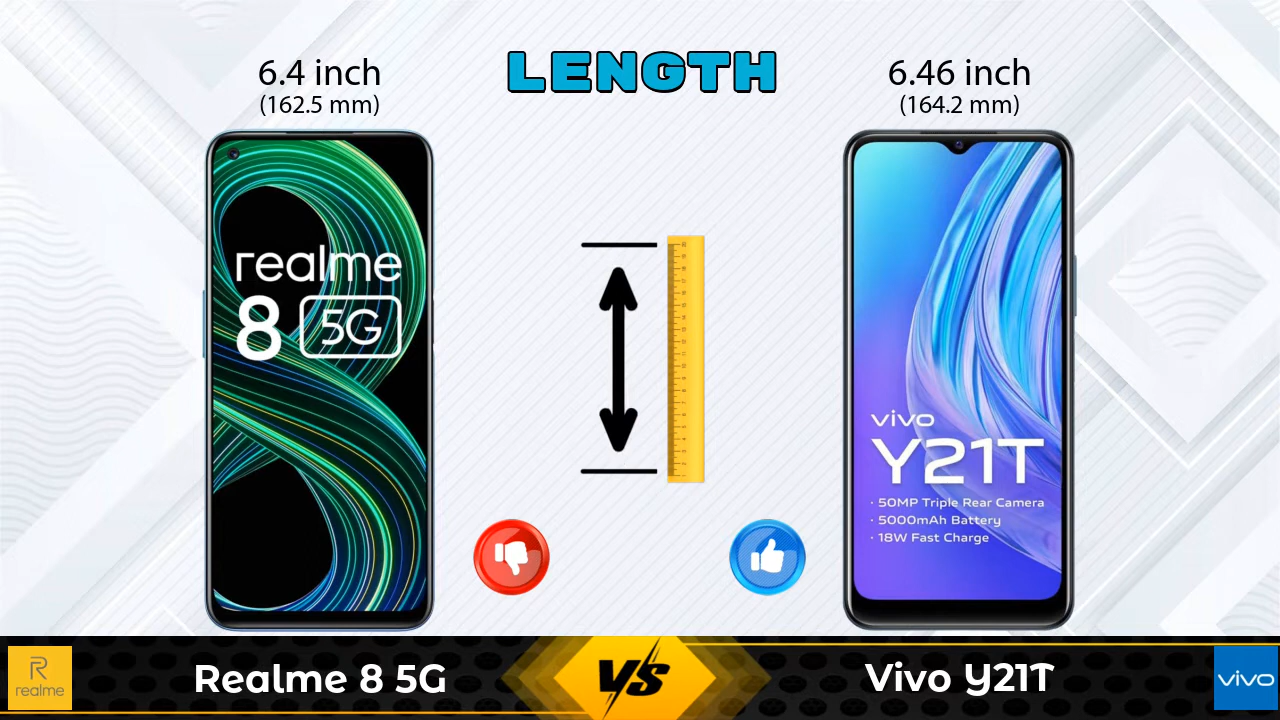 LENGTH
6.4 inch
(162.5 mm)
6.46 inch
(164.2 mm)
realme
8 5G
vivo
Y21T
· 50MP Triple Rear Camera
· 5000mAh Battery
· 18W Fast Charge
R
realme
Realme 8 5G
VS
Vivo Y21T
vivo